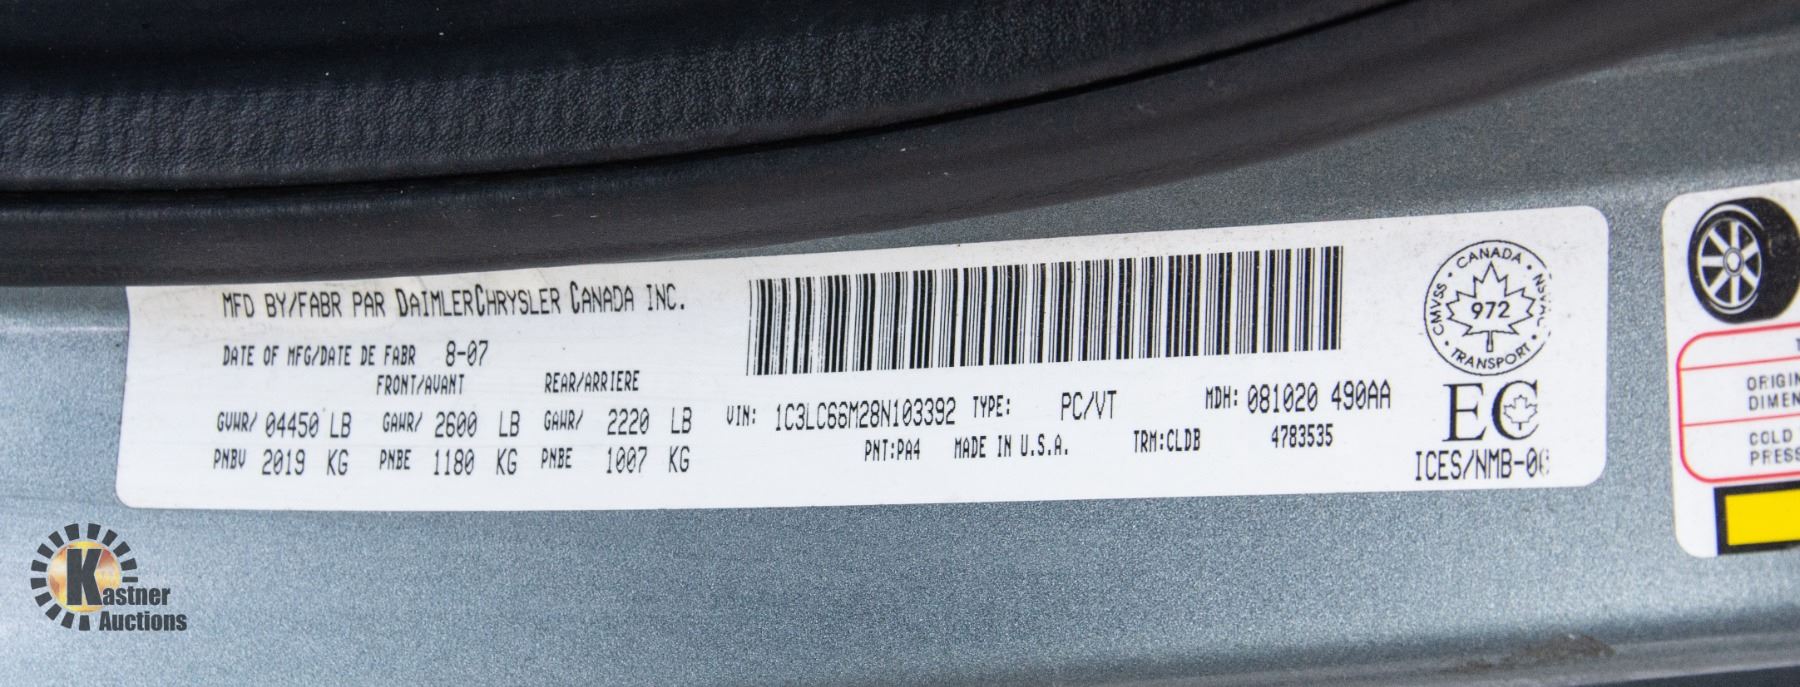 MFD BY/FABR PAR DAIMLERCHRYSLER CANADA INC.
DATE OF MFG/DATE DE FABR 8-07
FRONT/AVANT REAR/ARRIERE
GVWR/ 04450 LB GAWR/ 2600 LB GAWR/ 2220 LB
PNBV 2019 KG PNBE 1180 KG PNBE 1007 KG
VIN: 1C3LC66M28N103392 TYPE: PC/VT MDH: 081020 490AA
PNT:PA4 MADE IN U.S.A. TRM:CLDB 4783535
CANADA
CMVSS
972
NSVAC
TRANSPORT
EC
ICES/NMB-
COLD
Kastner
Auctions